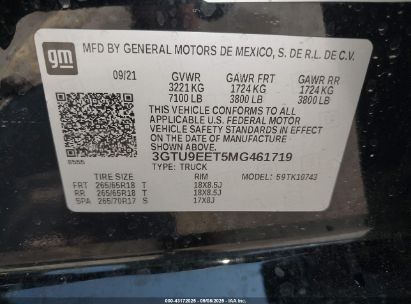 gm
MFD BY GENERAL MOTORS DE MEXICO, S. DE R.L. DE C.V.
09/21 GVWR GAWR FRT GAWR RR
3221 KG 1724 KG 1724 KG
7100 LB 3800 LB 3800 LB
THIS VEHICLE CONFORMS TO ALL
APPLICABLE U.S. FEDERAL MOTOR
VEHICLE SAFETY STANDARDS IN
EFFECT ON THE DATE OF MANUFACTURE
SHOWN ABOVE.
3GTU9EET5MG461719
TYPE: TRUCK
TIRE SIZE RIM MODEL:
FRT 265/65R18 T 18X8.5J
RR 265/65R18 T 18X8.5J
SPA 265/70R17 T 17X8J